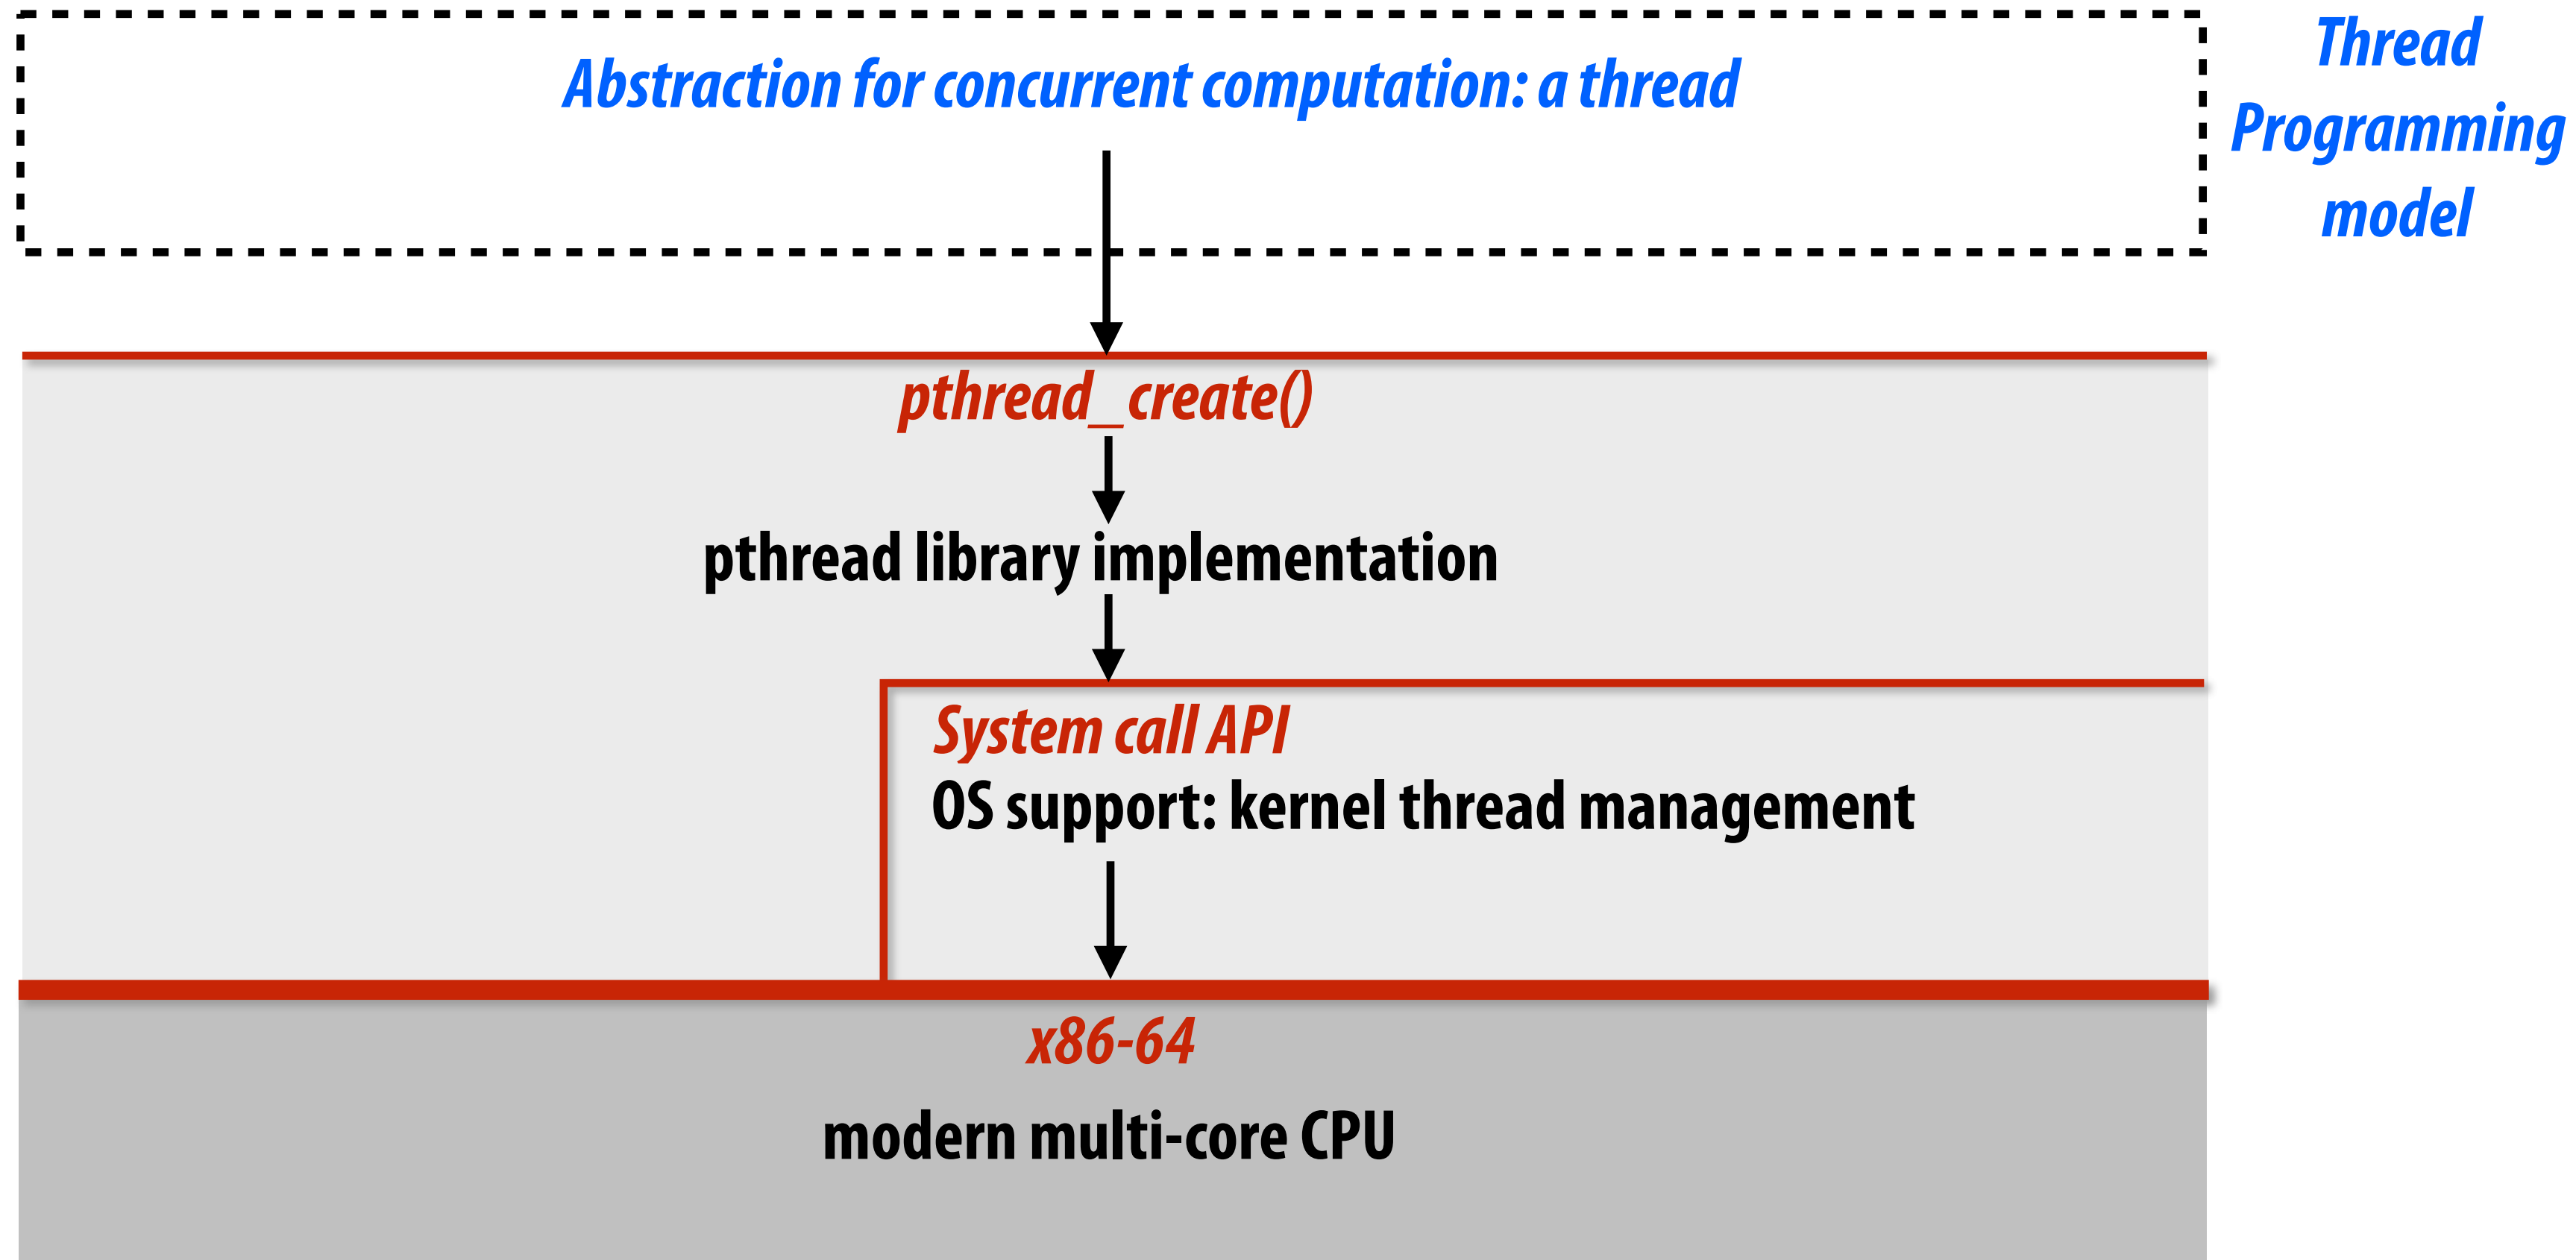 Abstraction for concurrent computation: a thread
Thread
Programming
model
pthread_create()
pthread library implementation
System call API
OS support: kernel thread management
x86-64
modern multi-core CPU